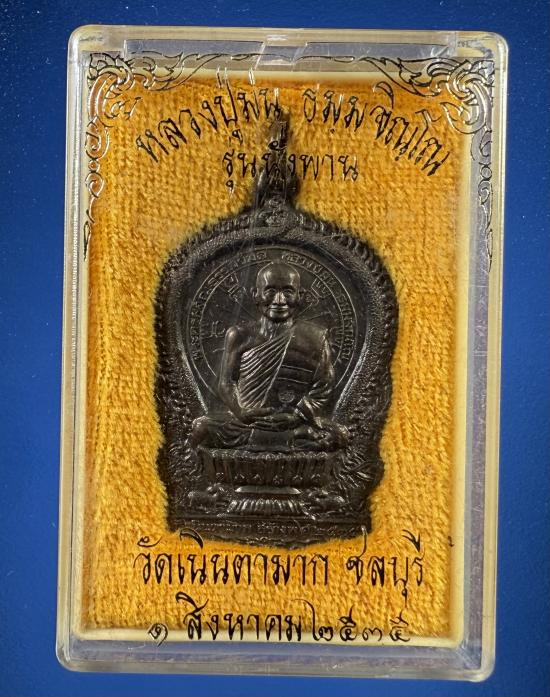 หลวงปู่ม่น ธมฺมจิณฺโณ
รุ่นนั่งพาน
วัดเนินตามาก ชลบุรี
๑ สิงหาคม ๒๕๓๕